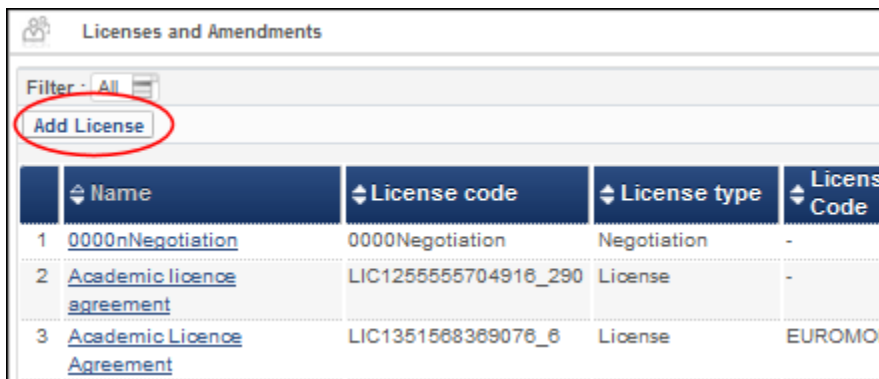 Licenses and Amendments
Filter : All
Add License
Name License code License type Licens
Code
1 0000nNegotiation 0000Negotiation Negotiation -
2 Academic licence LIC1255555704916_290 License -
agreement
3 Academic Licence LIC1351568369076_6 License EUROMO
Agreement